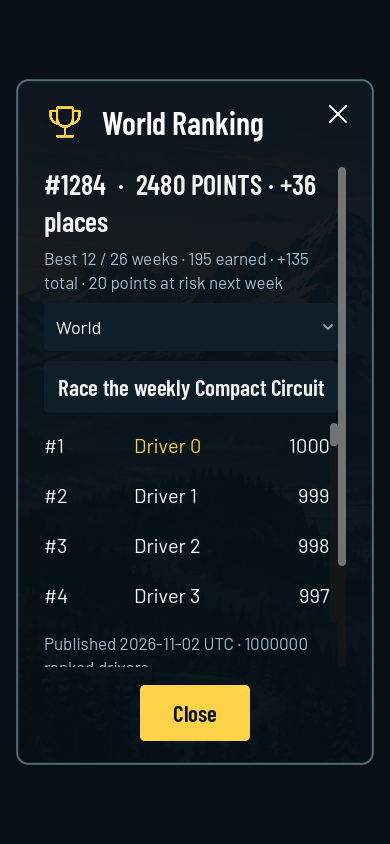 World Ranking
#1284 · 2480 POINTS · +36
places
Best 12 / 26 weeks · 195 earned · +135
total · 20 points at risk next week
World
Race the weekly Compact Circuit
#1 Driver 0 1000
#2 Driver 1 999
#3 Driver 2 998
#4 Driver 3 997
Published 2026-11-02 UTC · 1000000
ranked drivers
Close